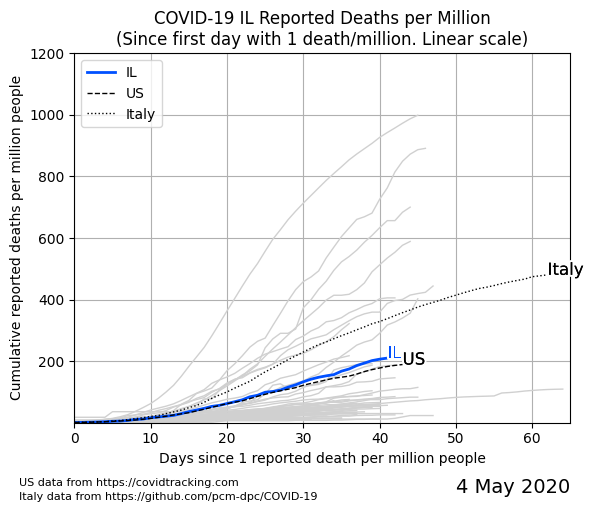 COVID-19 IL Reported Deaths per Million
(Since first day with 1 death/million. Linear scale)
Cumulative reported deaths per million people
1200
1000
800
600
400
200
IL
US
Italy
Italy
IL
US
0
10
20
30
40
50
60
Days since 1 reported death per million people
US data from https://covidtracking.com
Italy data from https://github.com/pcm-dpc/COVID-19
4 May 2020